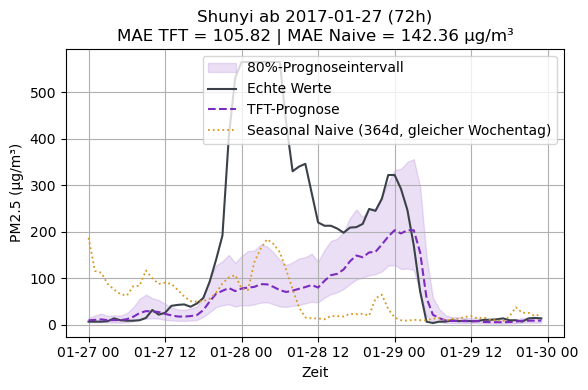 Shunyi ab 2017-01-27 (72h)
MAE TFT = 105.82 | MAE Naive = 142.36 µg/m³
80%-Prognoseintervall
Echte Werte
TFT-Prognose
Seasonal Naive (364d, gleicher Wochentag)
PM2.5 (µg/m³)
500
400
300
200
100
0
01-27 00 01-27 12 01-28 00 01-28 12 01-29 00 01-29 12 01-30 00
Zeit